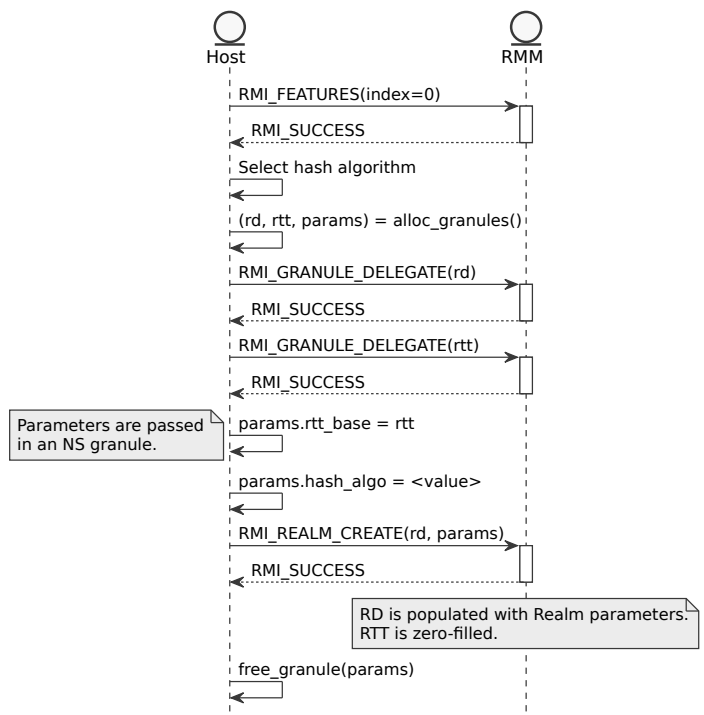 Host
RMM
RMI_FEATURES(index=0)
RMI_SUCCESS
Select hash algorithm
(rd, rtt, params) = alloc_granules()
RMI_GRANULE_DELEGATE(rd)
RMI_SUCCESS
RMI_GRANULE_DELEGATE(rtt)
RMI_SUCCESS
Parameters are passed
in an NS granule.
params.rtt_base = rtt
params.hash_algo = <value>
RMI_REALM_CREATE(rd, params)
RMI_SUCCESS
RD is populated with Realm parameters.
RTT is zero-filled.
free_granule(params)